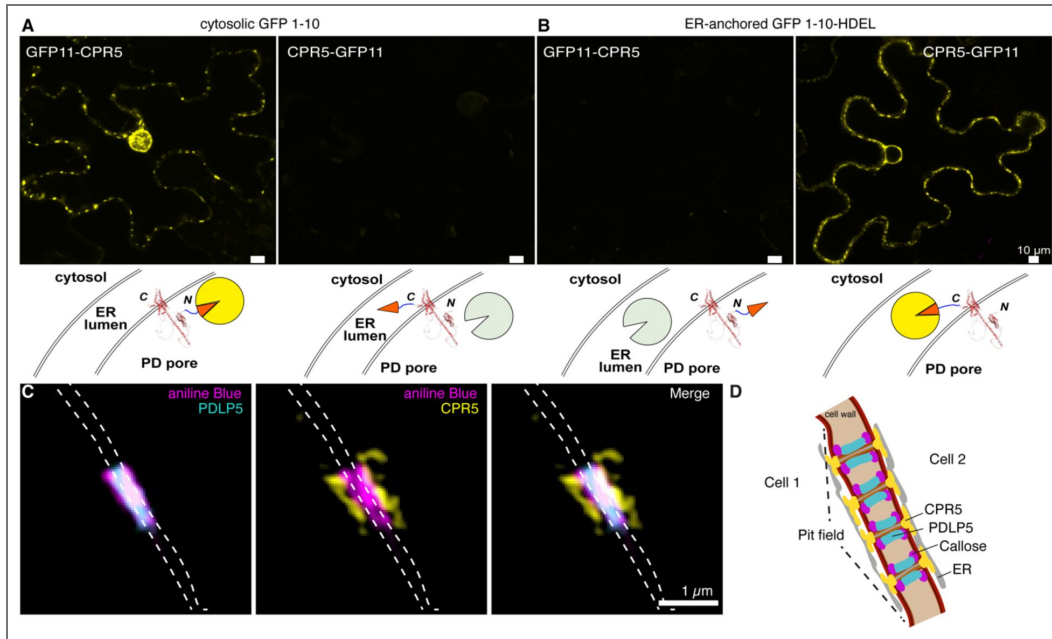 A
cytosolic GFP 1-10
B
ER-anchored GFP 1-10-HDEL
GFP11-CPR5
CPR5-GFP11
GFP11-CPR5
CPR5-GFP11
10 µm
cytosol
ER
lumen
C
N
PD pore
cytosol
ER
lumen
C
N
PD pore
cytosol
ER
lumen
C
N
PD pore
cytosol
ER
lumen
C
N
PD pore
C
aniline Blue
PDLP5
aniline Blue
CPR5
Merge
1 µm
D
cell wall
Cell 1
Cell 2
Pit field
CPR5
PDLP5
Callose
ER